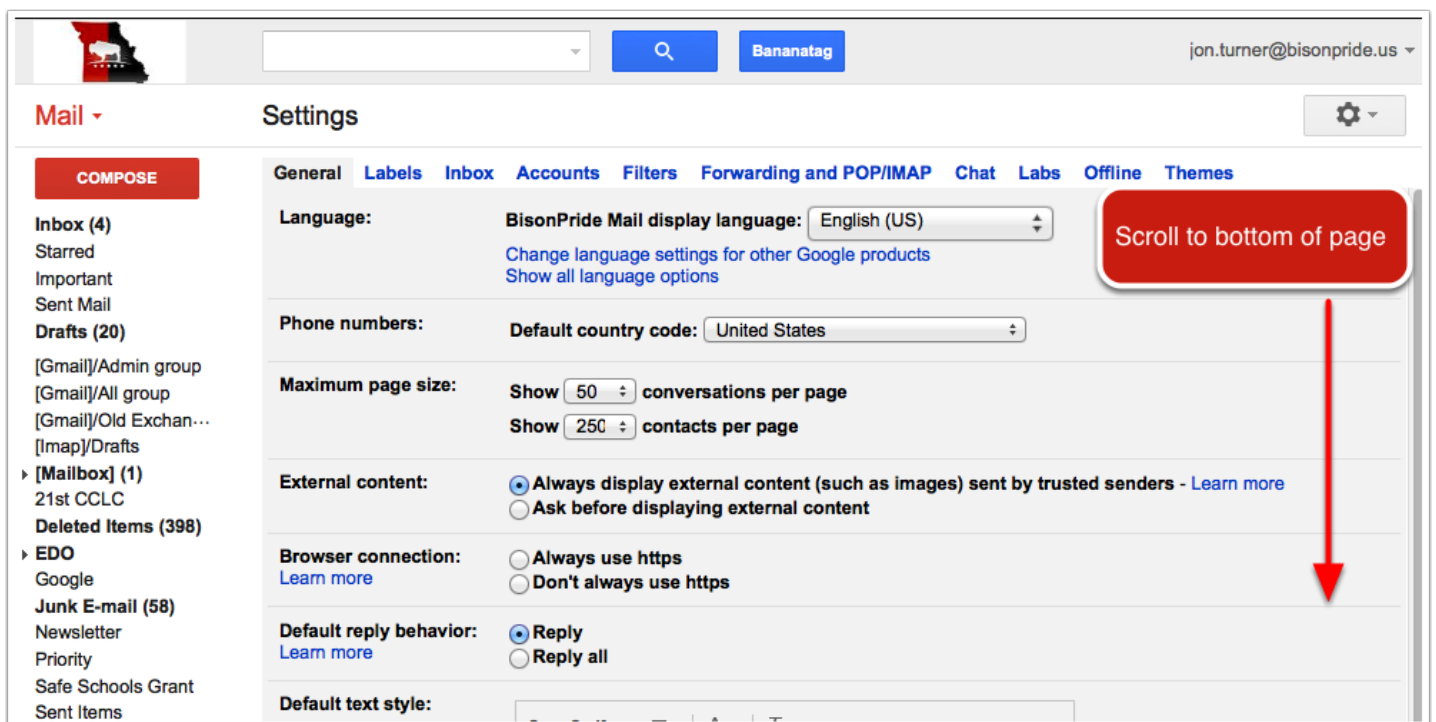 Bananatag
jon.turner@bisonpride.us
Mail
Settings
COMPOSE
General Labels Inbox Accounts Filters Forwarding and POP/IMAP Chat Labs Offline Themes
Inbox (4)
Starred
Important
Sent Mail
Drafts (20)
[Gmail]/Admin group
[Gmail]/All group
[Gmail]/Old Exchan···
[Imap]/Drafts
[Mailbox] (1)
21st CCLC
Deleted Items (398)
EDO
Google
Junk E-mail (58)
Newsletter
Priority
Safe Schools Grant
Sent Items
Language:
BisonPride Mail display language: English (US)
Change language settings for other Google products
Show all language options
Scroll to bottom of page
Phone numbers:
Default country code: United States
Maximum page size:
Show 50 conversations per page
Show 250 contacts per page
External content:
Always display external content (such as images) sent by trusted senders - Learn more
Ask before displaying external content
Browser connection:
Learn more
Always use https
Don't always use https
Default reply behavior:
Learn more
Reply
Reply all
Default text style: